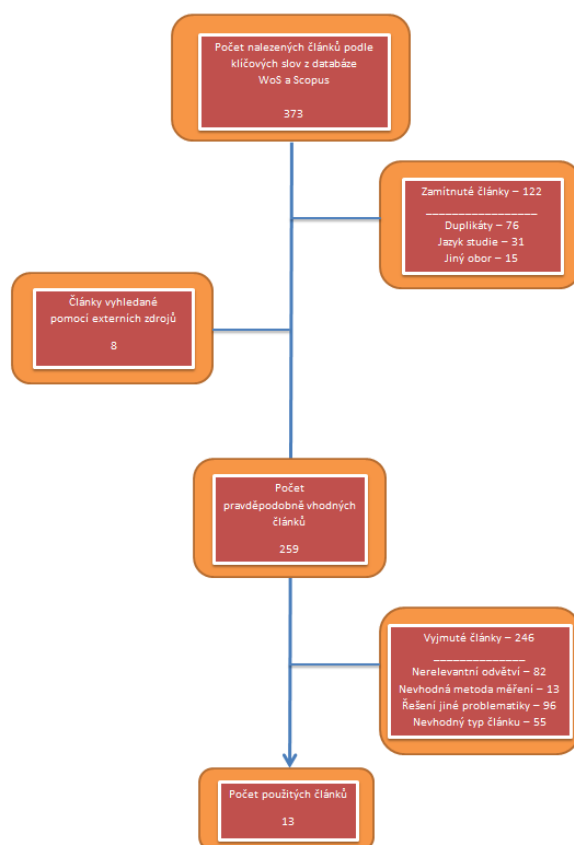 Počet nalezených článků podle
klíčových slov z databáze
WoS a Scopus
373
Zamítnuté články – 122
__________________
Duplikáty – 76
Jazyk studie – 31
Jiný obor – 15
Články vyhledané
pomocí externích zdrojů
8
Počet
pravděpodobně vhodných
článků
259
Vyjmuté články – 246
______________
Nerelevantní odvětví – 82
Nevhodná metoda měření – 13
Řešení jiné problematiky – 96
Nevhodný typ článku – 55
Počet použitých článků
13